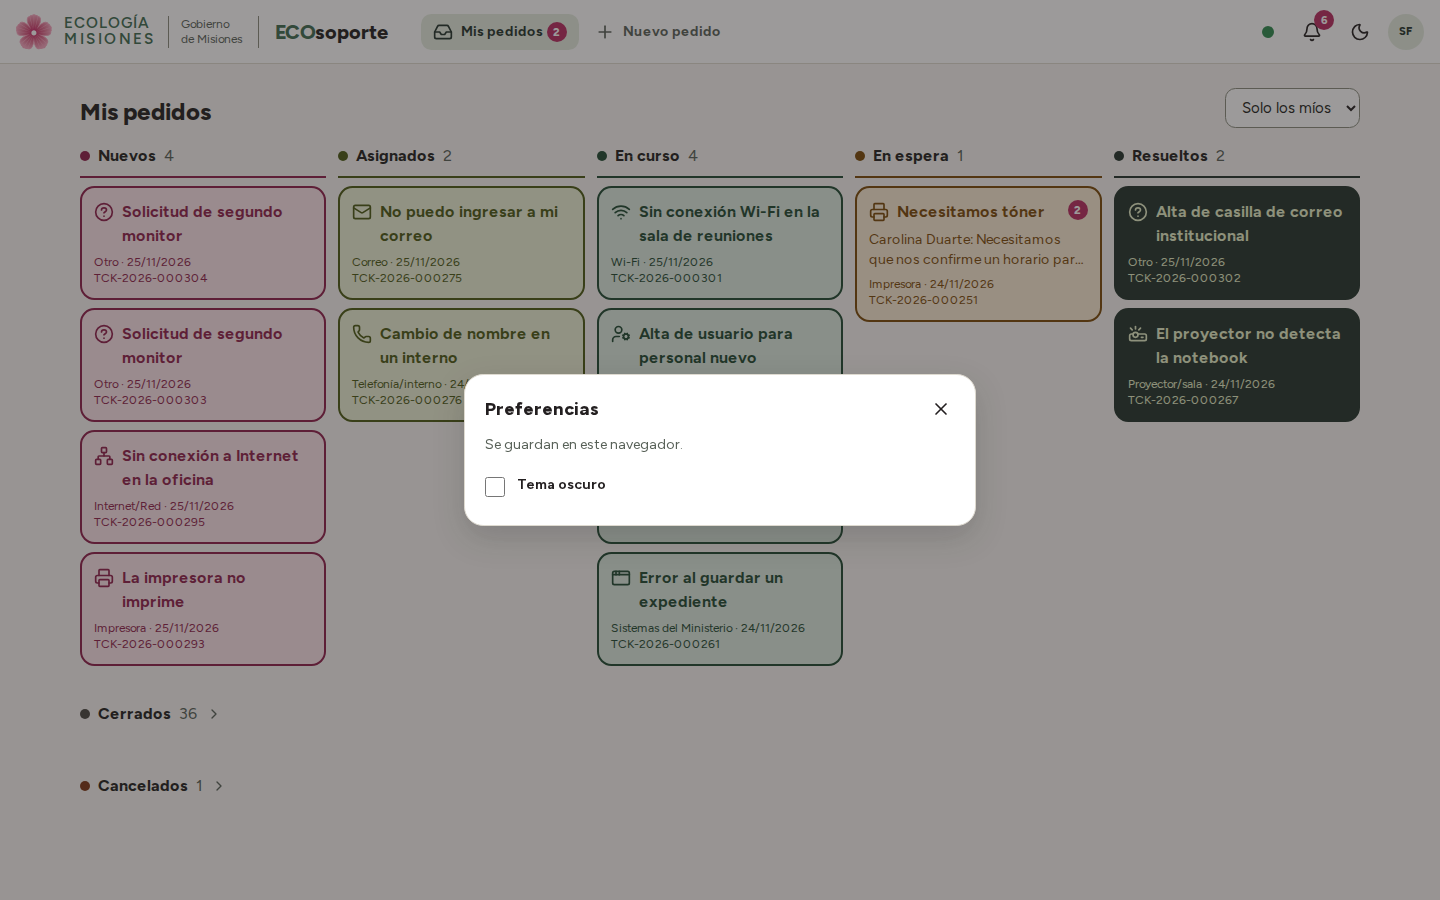 ECOLOGÍA
MISIONES
Gobierno
de Misiones
ECOsoporte
Mis pedidos 2
Nuevo pedido
6
SF
Mis pedidos
Solo los míos
Nuevos 4
Solicitud de segundo
monitor
Otro · 25/11/2026
TCK-2026-000304
Solicitud de segundo
monitor
Otro · 25/11/2026
TCK-2026-000303
Sin conexión a Internet
en la oficina
Internet/Red · 25/11/2026
TCK-2026-000295
La impresora no
imprime
Impresora · 25/11/2026
TCK-2026-000293
Asignados 2
No puedo ingresar a mi
correo
Correo · 25/11/2026
TCK-2026-000275
Cambio de nombre en
un interno
Telefonía/interno · 24/
TCK-2026-000276
En curso 4
Sin conexión Wi-Fi en la
sala de reuniones
Wi-Fi · 25/11/2026
TCK-2026-000301
Alta de usuario para
personal nuevo
Error al guardar un
expediente
Sistemas del Ministerio · 24/11/2026
TCK-2026-000261
En espera 1
Necesitamos tóner 2
Carolina Duarte: Necesitamos
que nos confirme un horario par...
Impresora · 24/11/2026
TCK-2026-000251
Resueltos 2
Alta de casilla de correo
institucional
Otro · 25/11/2026
TCK-2026-000302
El proyector no detecta
la notebook
Proyector/sala · 24/11/2026
TCK-2026-000267
Preferencias
Se guardan en este navegador.
Tema oscuro
Cerrados 36
Cancelados 1